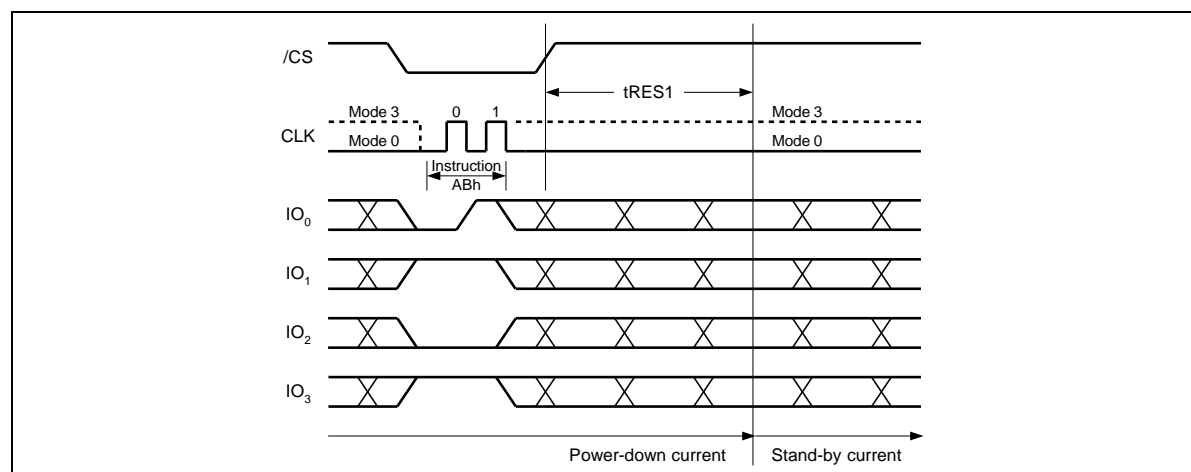 /CS
tRES1
Mode 3
0
1
Mode 3
CLK
Mode 0
Mode 0
Instruction
ABh
IO0
IO1
IO2
IO3
Power-down current
Stand-by current